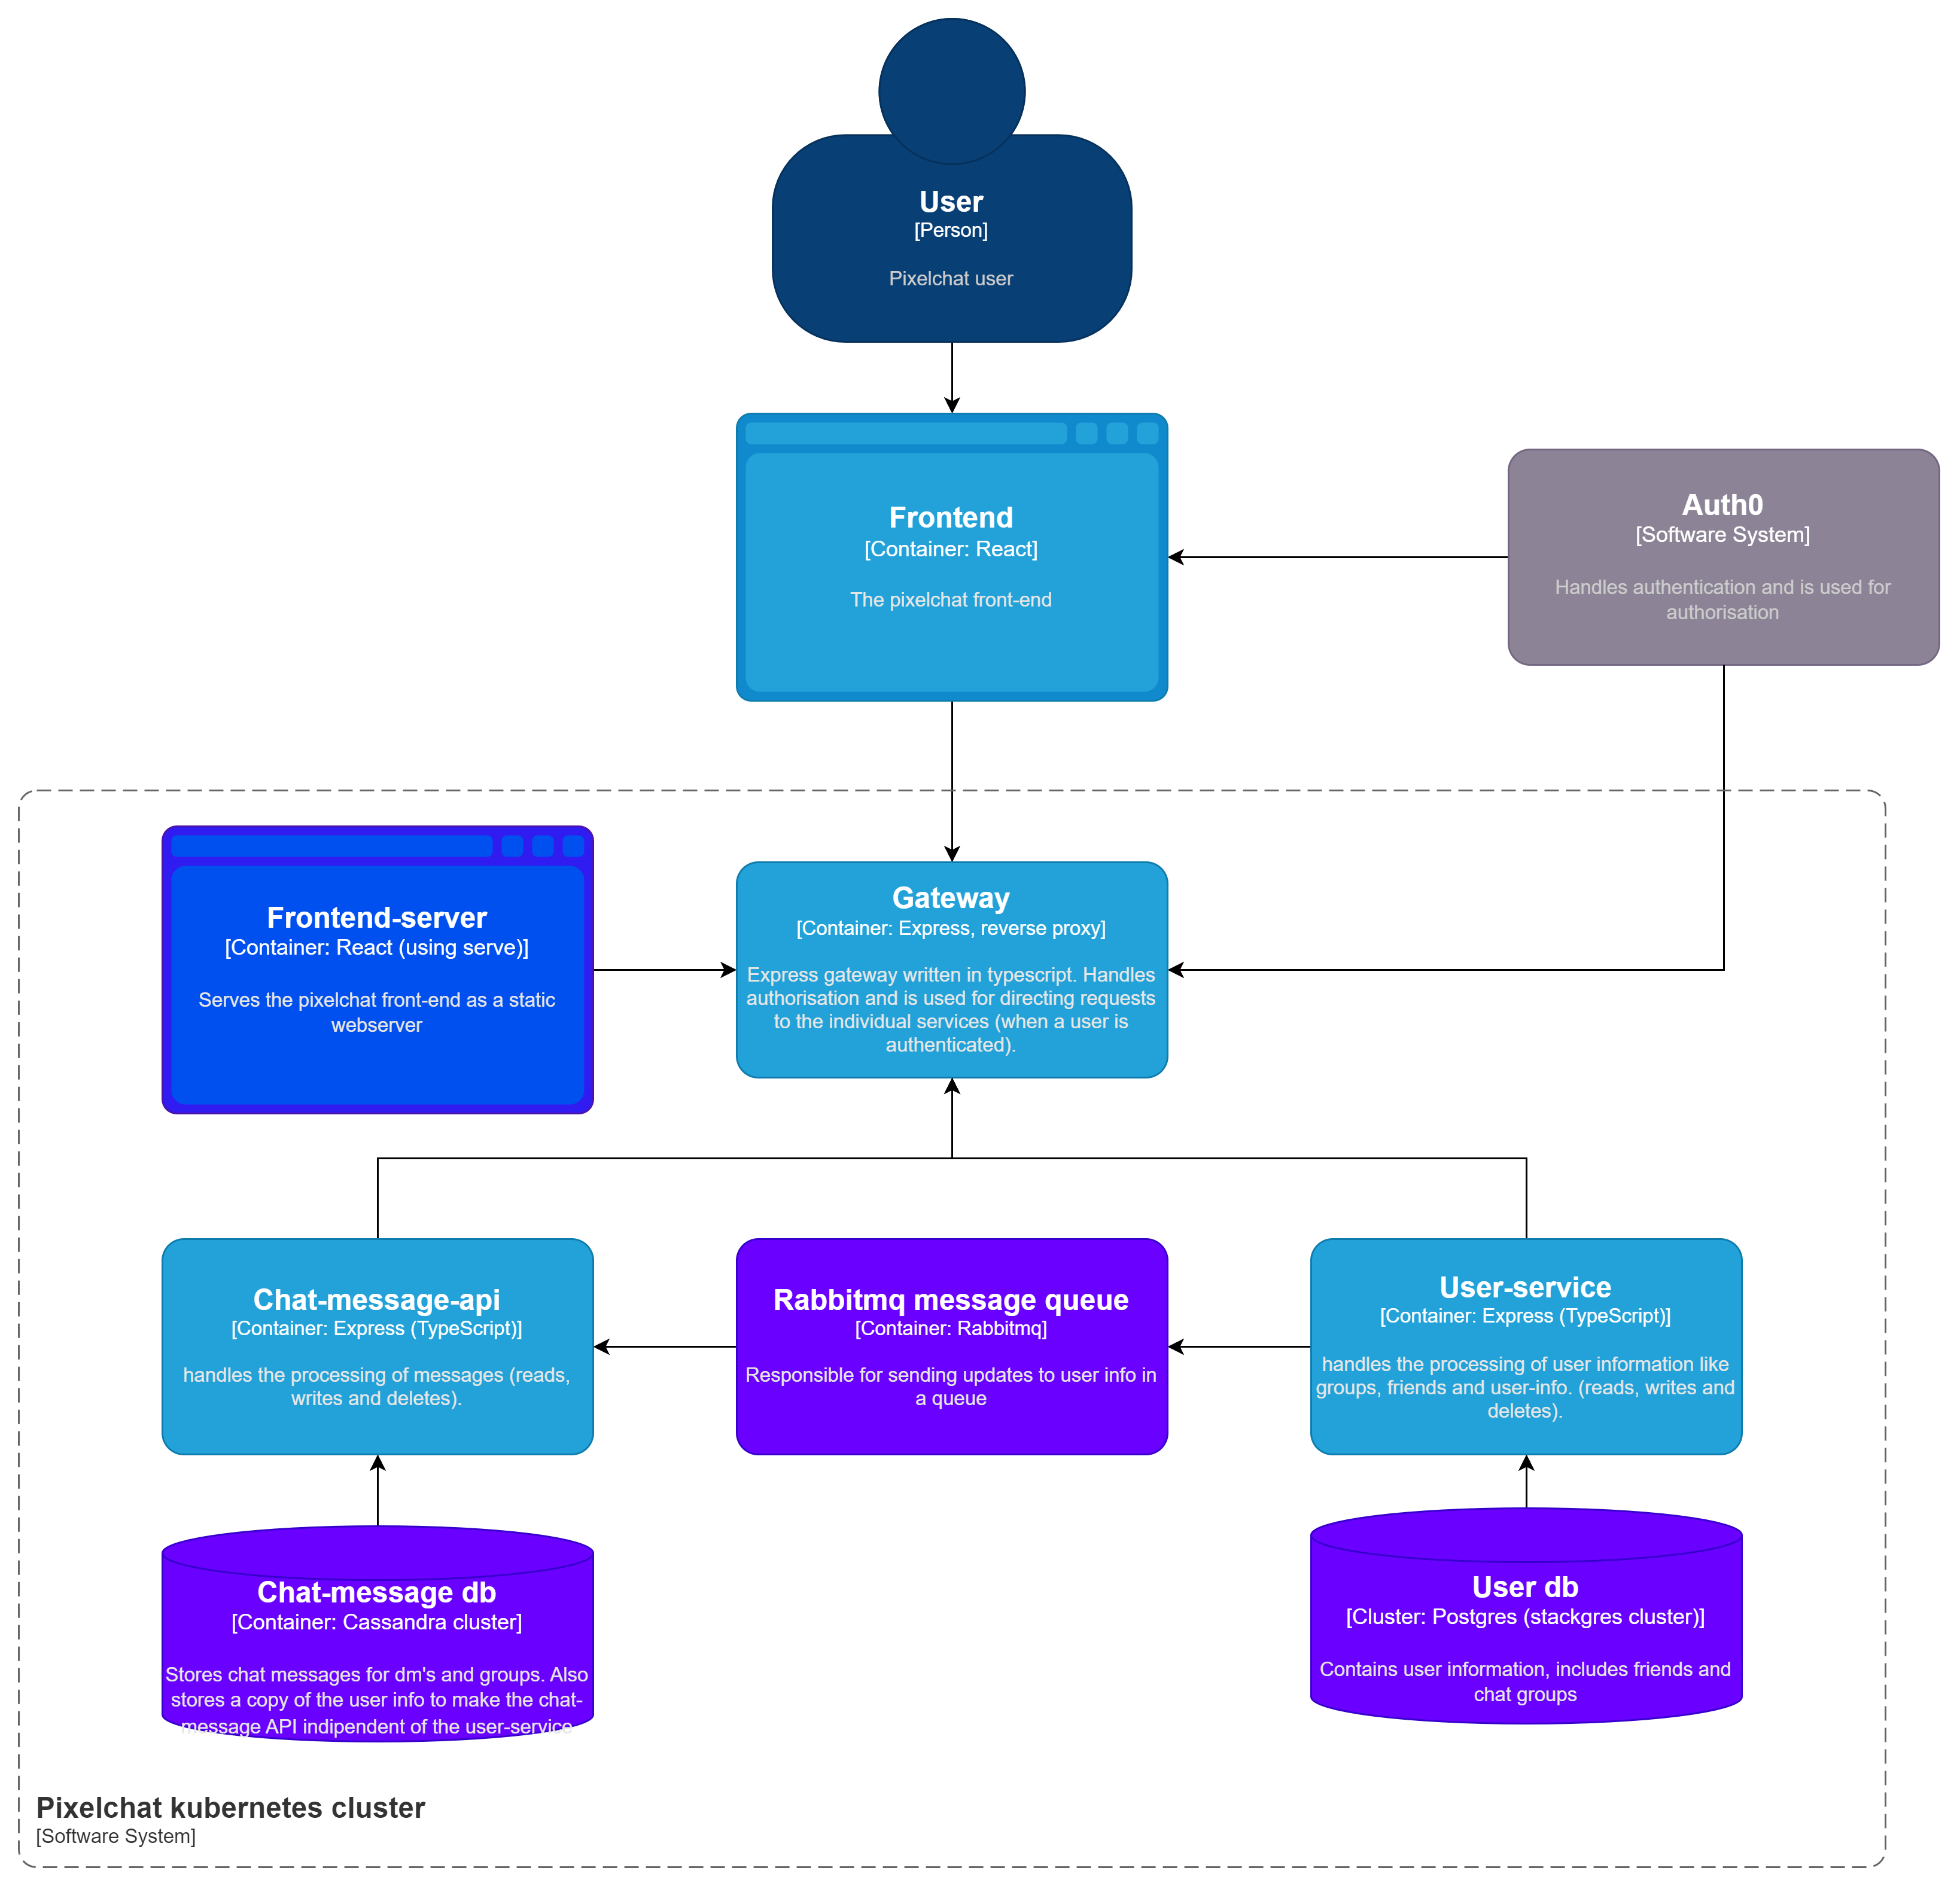 User
[Person]
Pixelchat user
Frontend
[Container: React]
The pixelchat front-end
Auth0
[Software System]
Handles authentication and is used for
authorisation
Frontend-server
[Container: React (using serve)]
Serves the pixelchat front-end as a static
webserver
Gateway
[Container: Express, reverse proxy]
Express gateway written in typescript. Handles
authorisation and is used for directing requests
to the individual services (when a user is
authenticated).
Chat-message-api
[Container: Express (TypeScript)]
handles the processing of messages (reads,
writes and deletes).
Rabbitmq message queue
[Container: Rabbitmq]
Responsible for sending updates to user info in
a queue
User-service
[Container: Express (TypeScript)]
handles the processing of user information like
groups, friends and user-info. (reads, writes and
deletes).
Chat-message db
[Container: Cassandra cluster]
Stores chat messages for dm's and groups. Also
stores a copy of the user info to make the chat-
message API indipendent of the user-service
User db
[Cluster: Postgres (stackgres cluster)]
Contains user information, includes friends and
chat groups
Pixelchat kubernetes cluster
[Software System]